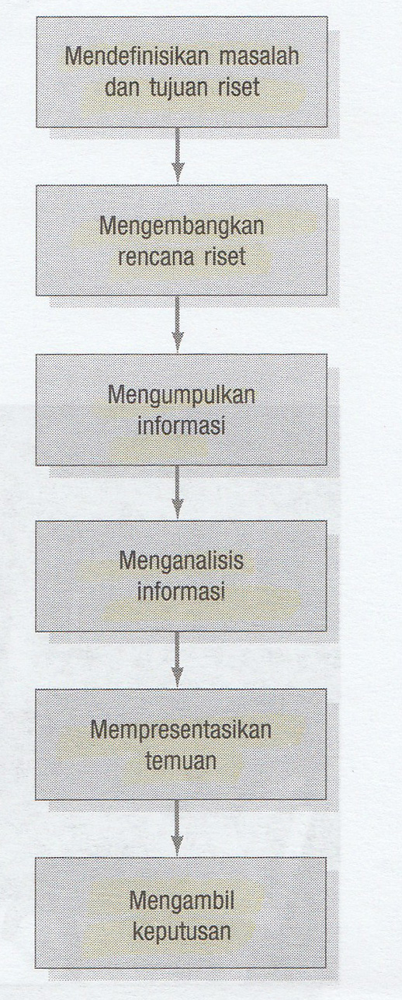 Mendefinisikan masalah
dan tujuan riset
Mengembangkan
rencana riset
Mengumpulkan
informasi
Menganalisis
informasi
Mempresentasikan
temuan
Mengambil
keputusan